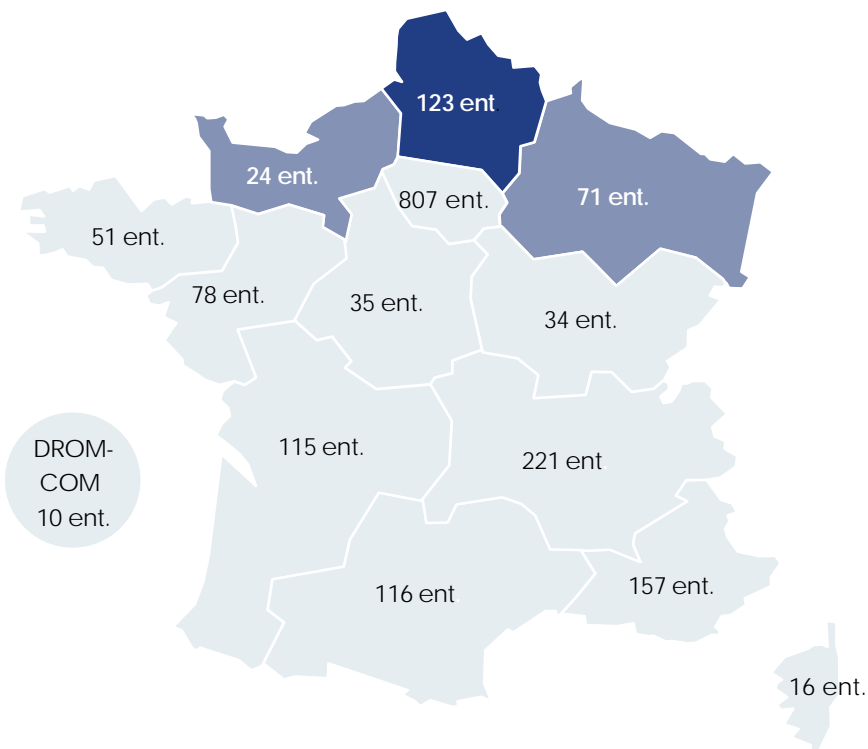 123 ent.
24 ent.
71 ent.
807 ent.
51 ent.
78 ent.
35 ent.
34 ent.
DROM-
COM
10 ent.
115 ent.
221 ent
116 ent
157 ent.
16 ent.